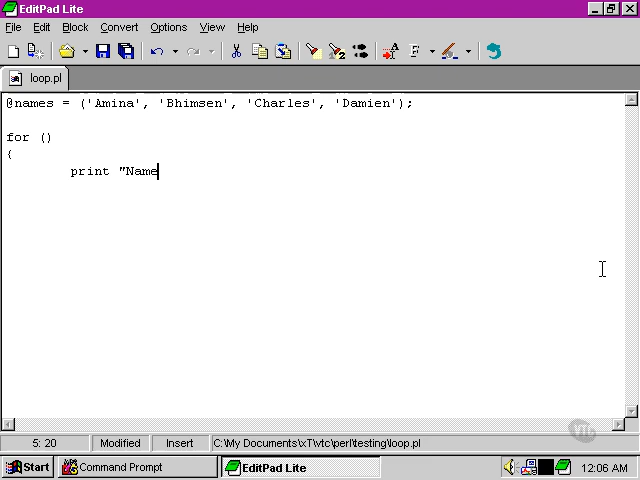 EditPad Lite
File Edit Block Convert Options View Help
loop.pl
@names = ('Amina', 'Bhimsen', 'Charles', 'Damien');
for ()
{
print "Name
5: 20 Modified Insert C:\My Documents\xT\vtc\perl\testing\loop.pl
Start Command Prompt EditPad Lite 12:06 AM